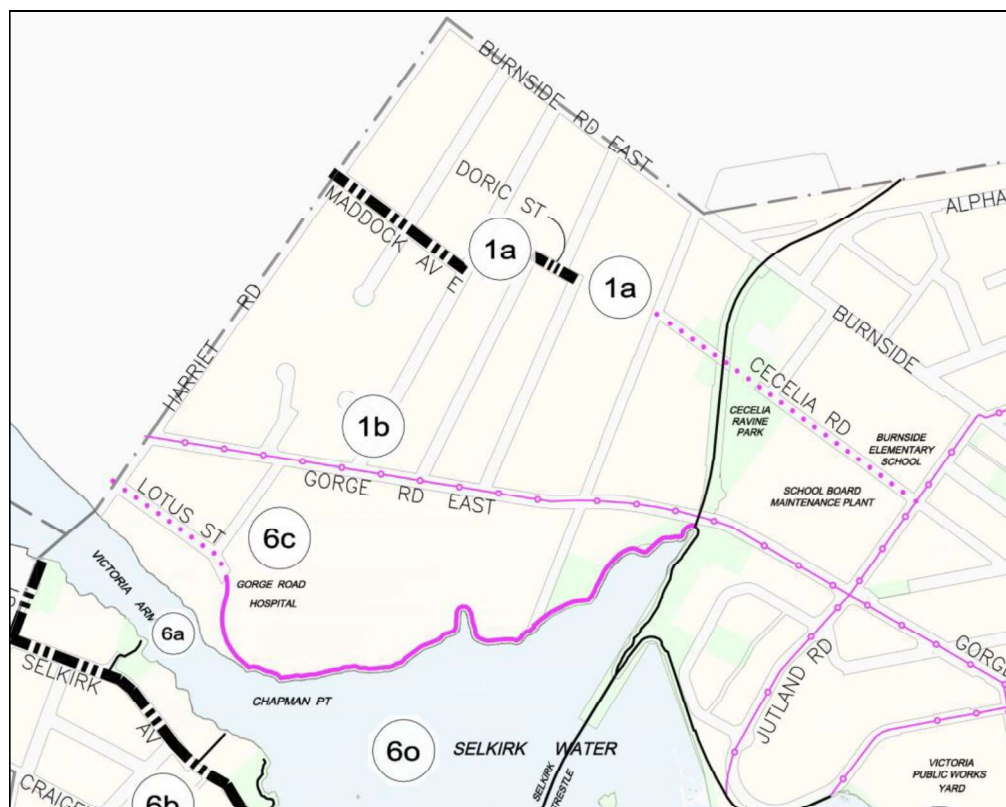 BURNSIDE RD EAST
DORIC ST
ALPHA
MADDOCK AV E
1a
1a
HARRIET RD
BURNSIDE
CECELIA RD
CECELIA
RAVINE
PARK
1b
BURNSIDE
ELEMENTARY
SCHOOL
GORGE RD EAST
LOTUS ST
SCHOOL BOARD
MAINTENANCE PLANT
6c
VICTORIA ARM
GORGE ROAD
HOSPITAL
6a
SELKIRK AV
GORGE
JUTLAND RD
CHAPMAN PT
6o
SELKIRK WATER
SELKIRK
TRESTLE
VICTORIA
PUBLIC WORKS
YARD
CRAIGF
6b